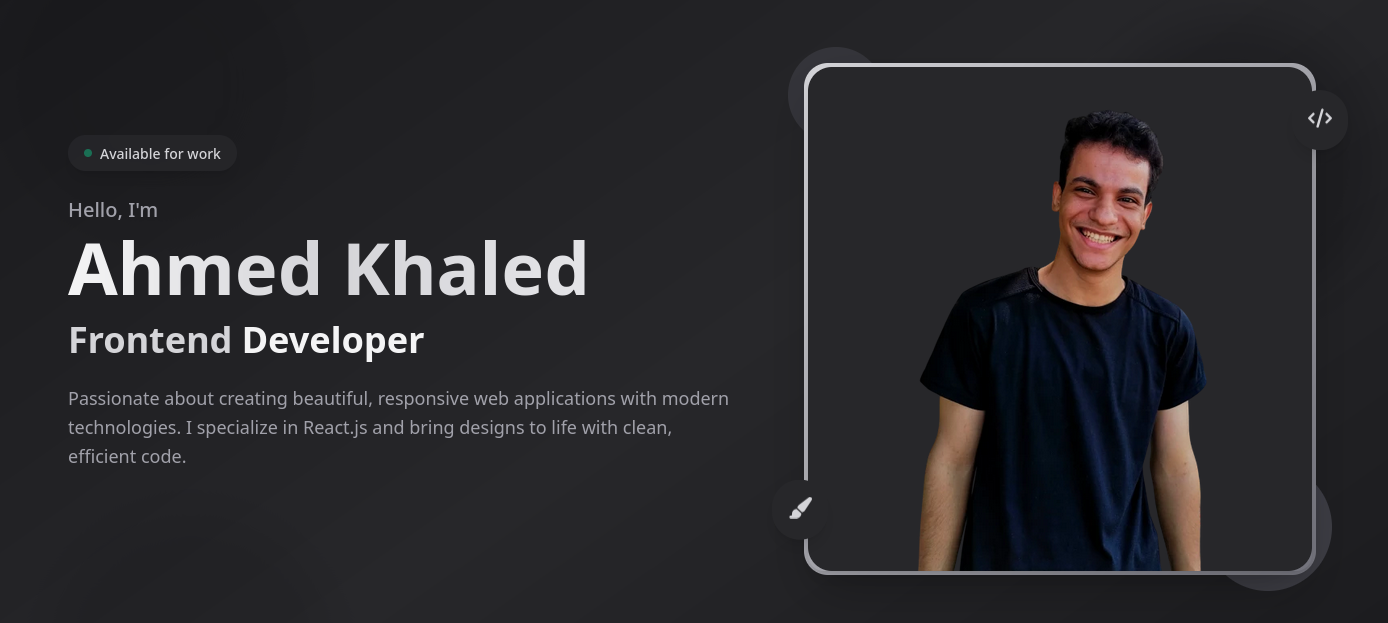 Available for work
Hello, I'm
Ahmed Khaled
Frontend Developer
Passionate about creating beautiful, responsive web applications with modern
technologies. I specialize in React.js and bring designs to life with clean,
efficient code.